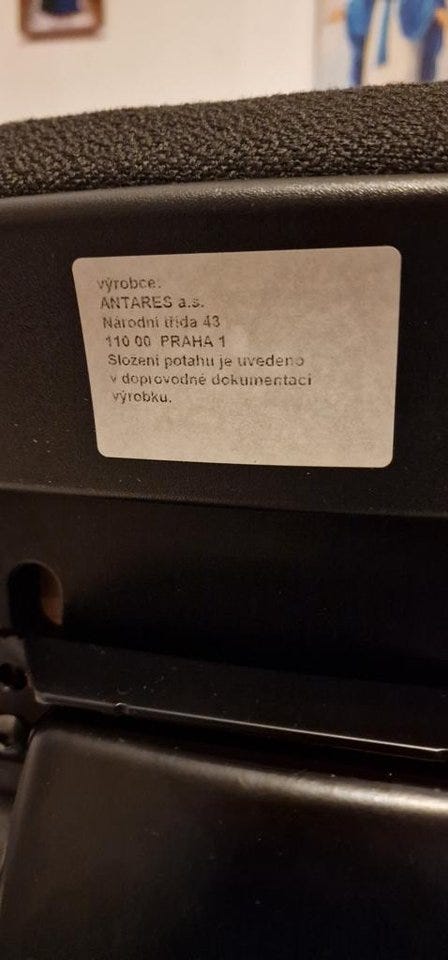 výrobce:
ANTARES a.s.
Národní třída 43
110 00 PRAHA 1
Složení potahu je uvedeno
v doprovodné dokumentaci
výrobku.